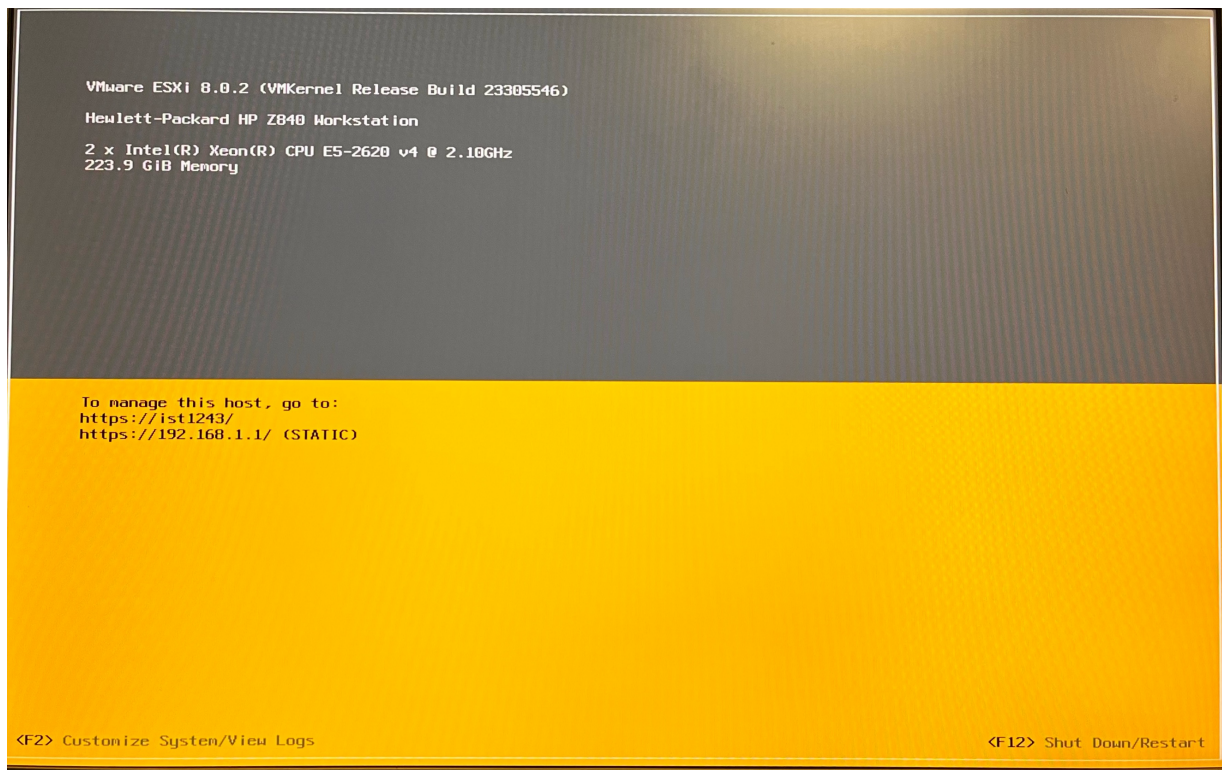 VMware ESXi 8.0.2 (VMKernel Release Build 23305546)
Hewlett-Packard HP Z840 Workstation
2 x Intel(R) Xeon(R) CPU E5-2620 v4 @ 2.10GHz
223.9 GiB Memory
To manage this host, go to:
https://ist1243/
https://192.168.1.1/ (STATIC)
<F2> Customize System/View Logs
<F12> Shut Down/Restart